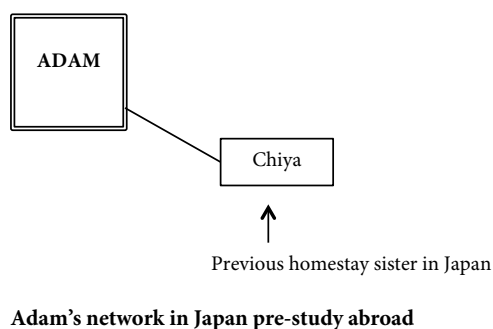 ADAM
Chiya
Previous homestay sister in Japan
Adam’s network in Japan pre-study abroad